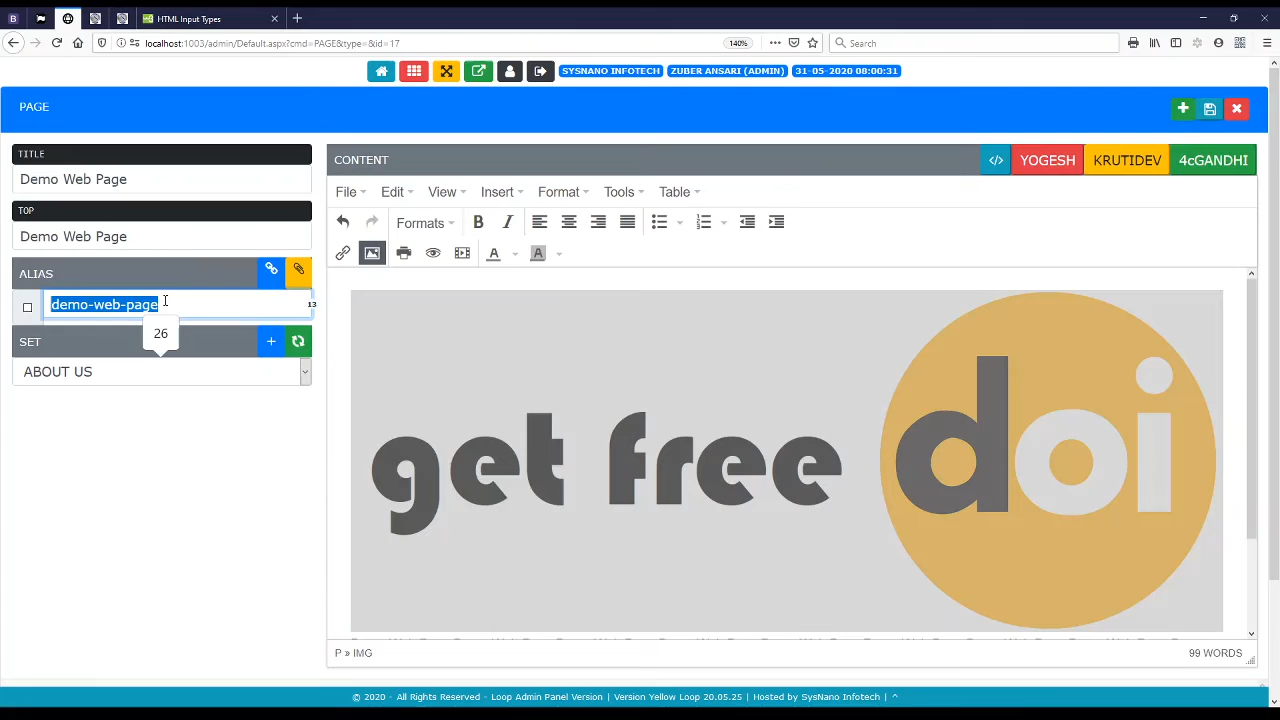 HTML Input Types
localhost:1003/admin/Default.aspx?cmd=PAGE&type=&id=17
140%
Search
SYSNANO INFOTECH
ZUBER ANSARI (ADMIN)
31-05-2020 08:00:31
PAGE
TITLE
Demo Web Page
TOP
Demo Web Page
ALIAS
demo-web-page
13
26
SET
ABOUT US
CONTENT
</>
YOGESH
KRUTIDEV
4cGANDHI
File
Edit
View
Insert
Format
Tools
Table
Formats
B
I
A
A
get free doi
P » IMG
99 WORDS
© 2020 - All Rights Reserved - Loop Admin Panel Version | Version Yellow Loop 20.05.25 | Hosted by SysNano Infotech | ^